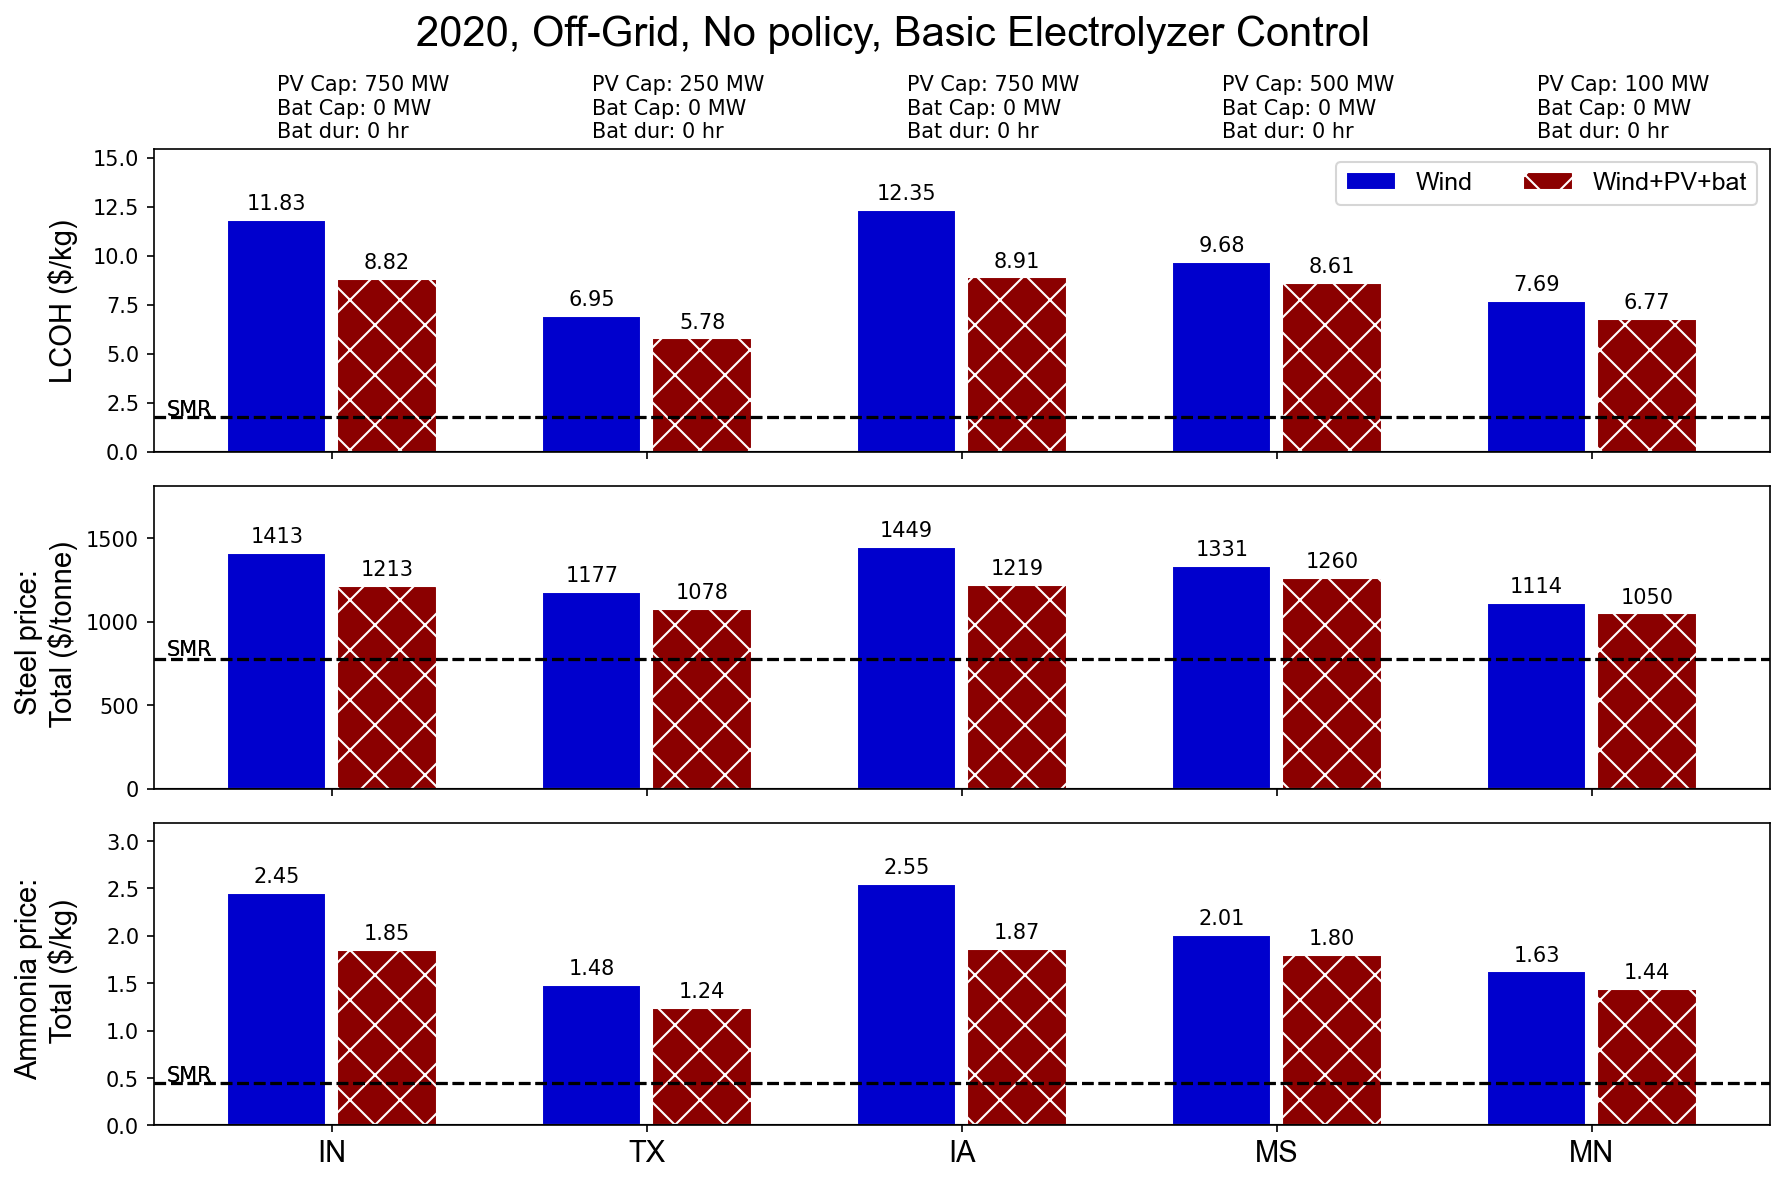 2020, Off-Grid, No policy, Basic Electrolyzer Control
PV Cap: 750 MW
Bat Cap: 0 MW
Bat dur: 0 hr
PV Cap: 250 MW
Bat Cap: 0 MW
Bat dur: 0 hr
PV Cap: 750 MW
Bat Cap: 0 MW
Bat dur: 0 hr
PV Cap: 500 MW
Bat Cap: 0 MW
Bat dur: 0 hr
PV Cap: 100 MW
Bat Cap: 0 MW
Bat dur: 0 hr
LCOH ($/kg)
15.0
12.5
10.0
7.5
5.0
2.5
0.0
SMR
Wind
Wind+PV+bat
11.83
8.82
6.95
5.78
12.35
8.91
9.68
8.61
7.69
6.77
Steel price:
Total ($/tonne)
1500
1000
500
0
SMR
1413
1213
1177
1078
1449
1219
1331
1260
1114
1050
Ammonia price:
Total ($/kg)
3.0
2.5
2.0
1.5
1.0
0.5
0.0
SMR
2.45
1.85
1.48
1.24
2.55
1.87
2.01
1.80
1.63
1.44
IN
TX
IA
MS
MN